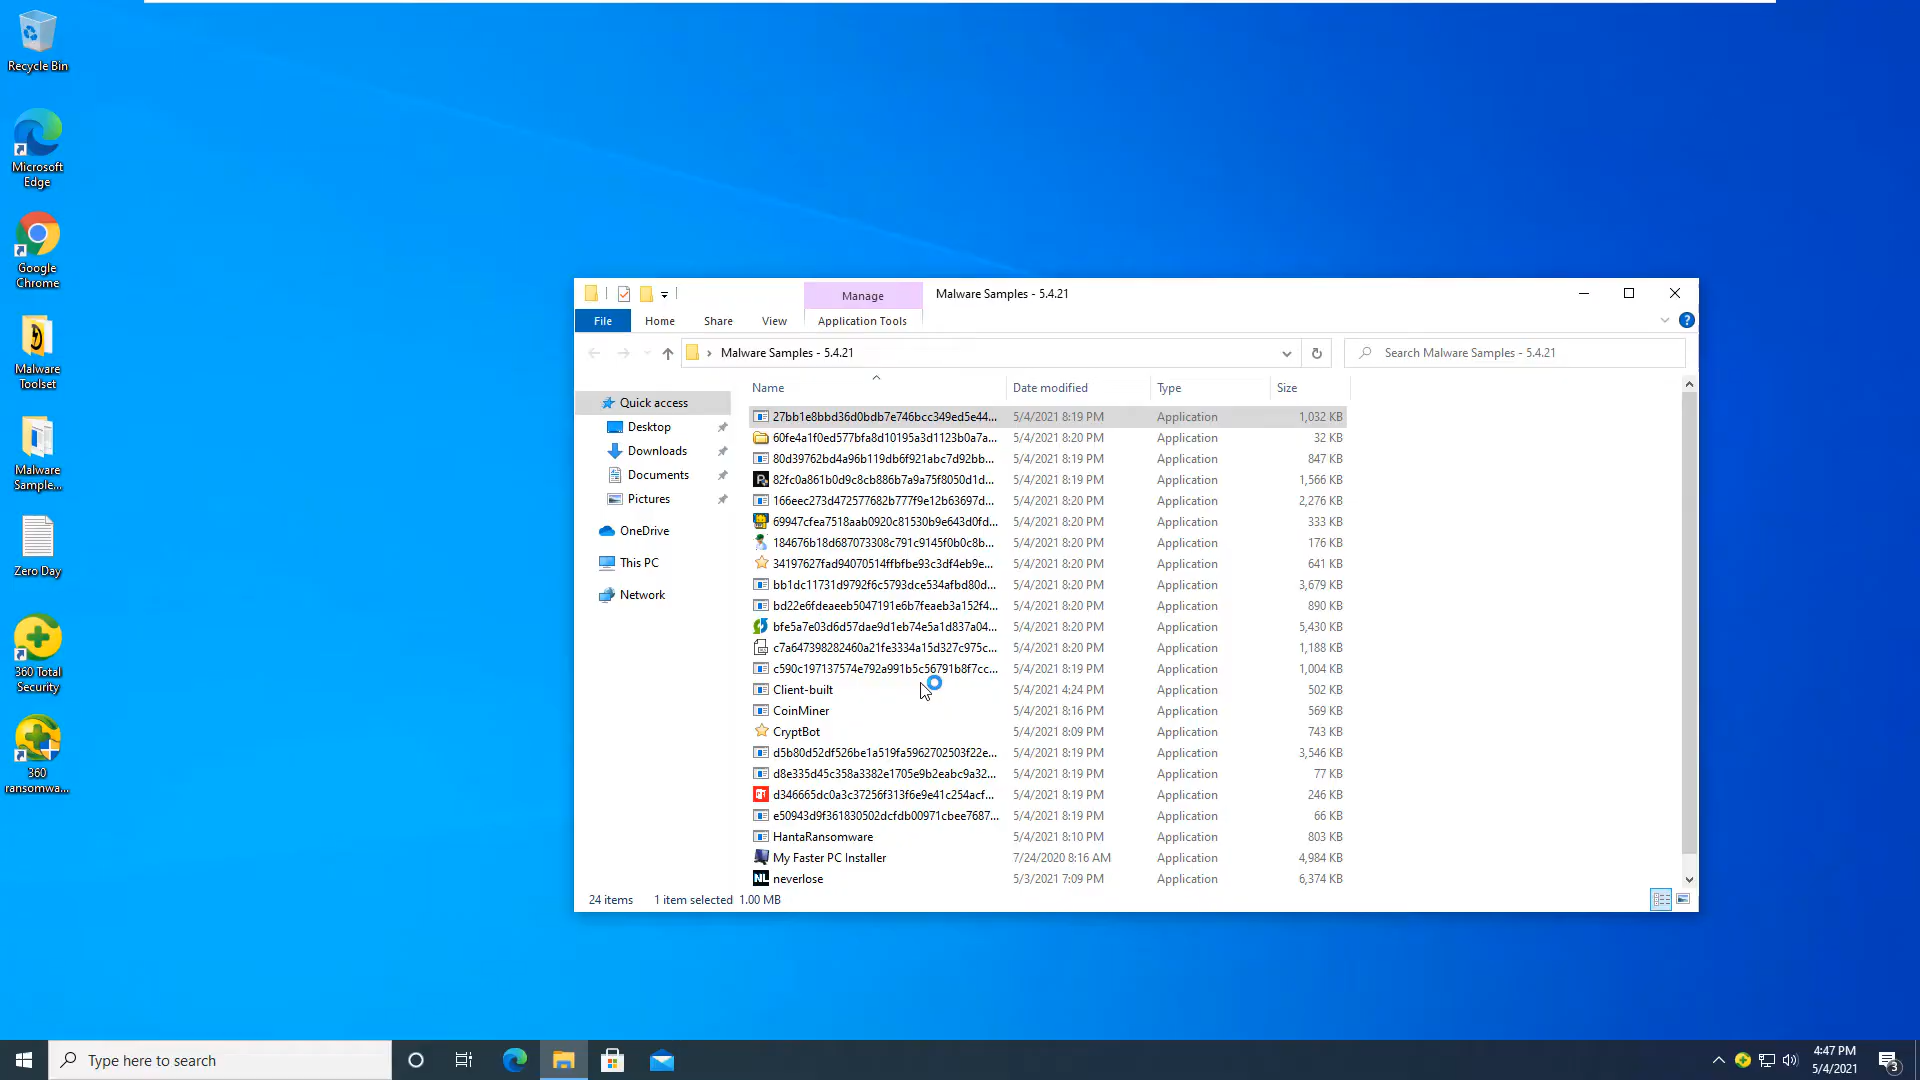 Recycle Bin
Microsoft
Edge
Google
Chrome
Malware
Toolset
Malware
Sample...
Zero Day
360 Total
Security
360
ransomwa...
Manage
Malware Samples - 5.4.21
File
Home
Share
View
Application Tools
Malware Samples - 5.4.21
Search Malware Samples - 5.4.21
Quick access
Desktop
Downloads
Documents
Pictures
OneDrive
This PC
Network
Name Date modified Type Size
27bb1e8bbd36d0bdb7e746bcc349ed5e44... 5/4/2021 8:19 PM Application 1,032 KB
60fe4a1f0ed577bfa8d10195a3d1123b0a7a... 5/4/2021 8:20 PM Application 32 KB
80d39762bd4a96b119db6f921abc7d92bb... 5/4/2021 8:19 PM Application 847 KB
82fc0a861b0d9c8cb886b7a9a75f8050d1d... 5/4/2021 8:19 PM Application 1,566 KB
166eec273d472577682b777f9e12b63697d... 5/4/2021 8:20 PM Application 2,276 KB
69947cfea7518aab0920c81530b9e643d0fd... 5/4/2021 8:20 PM Application 333 KB
184676b18d687073308c791c9145f0b0c8b... 5/4/2021 8:20 PM Application 176 KB
34197627fad94070514ffbfbe93c3df4eb9e... 5/4/2021 8:20 PM Application 641 KB
bb1dc11731d9792f6c5793dce534afbd80d... 5/4/2021 8:20 PM Application 3,679 KB
bd22e6fdeaeeb5047191e6b7feaeb3a152f4... 5/4/2021 8:20 PM Application 890 KB
bfe5a7e03d6d57dae9d1eb74e5a1d837a04... 5/4/2021 8:20 PM Application 5,430 KB
c7a647398282460a21fe3334a15d327c975c... 5/4/2021 8:20 PM Application 1,188 KB
c590c197137574e792a991b5c56791b8f7cc... 5/4/2021 8:19 PM Application 1,004 KB
Client-built 5/4/2021 4:24 PM Application 502 KB
CoinMiner 5/4/2021 8:16 PM Application 569 KB
CryptBot 5/4/2021 8:09 PM Application 743 KB
d5b80d52df526be1a519fa5962702503f22e... 5/4/2021 8:19 PM Application 3,546 KB
d8e335d45c358a3382e1705e9b2eabc9a32... 5/4/2021 8:19 PM Application 77 KB
d346665dc0a3c37256f313f6e9e41c254acf... 5/4/2021 8:19 PM Application 246 KB
e50943d9f361830502dcfdb00971cbee7687... 5/4/2021 8:19 PM Application 66 KB
HantaRansomware 5/4/2021 8:10 PM Application 803 KB
My Faster PC Installer 7/24/2020 8:16 AM Application 4,984 KB
NL neverlose 5/3/2021 7:09 PM Application 6,374 KB
24 items 1 item selected 1.00 MB
Type here to search
4:47 PM
5/4/2021
3